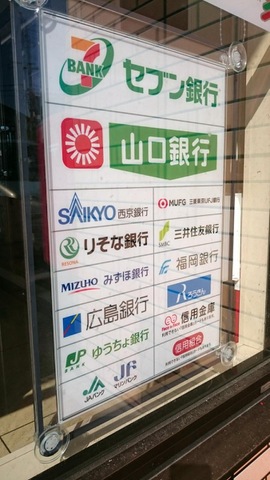 7
BANK
セブン銀行
山口銀行
SAIKYO 西京銀行
MUFG 三菱東京UFJ銀行
RESONA
りそな銀行
SMBC
三井住友銀行
MIZUHO みずほ銀行
福岡銀行
広島銀行
JP
BANK
ゆうちょ銀行
信用金庫
信用組合
JA
JAバンク
JF
マリンバンク